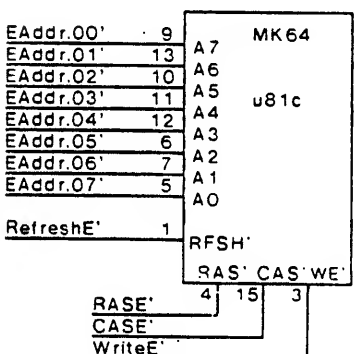 EAddr.00' 9 A7 MK64
EAddr.01' 13 A6
EAddr.02' 10 A5
EAddr.03' 11 A4 u81c
EAddr.04' 12 A3
EAddr.05' 6 A2
EAddr.06' 7 A1
EAddr.07' 5 A0
RefreshE' 1 RFSH'
RAS' CAS' WE'
4 15 3
RASE'
CASE'
WriteE'